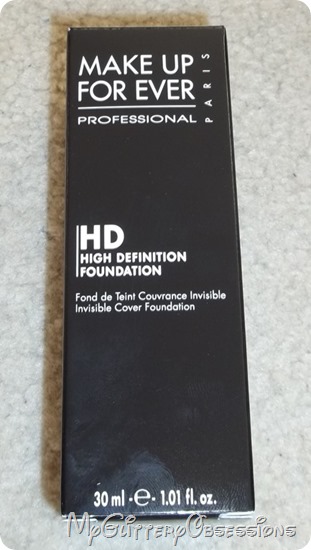 MAKE UP
FOR EVER
PROFESSIONAL
PARIS
HD
HIGH DEFINITION
FOUNDATION
Fond de Teint Couvrance Invisible
Invisible Cover Foundation
30 ml -e- 1.01 fl. oz.
MyGlitteryObsessions